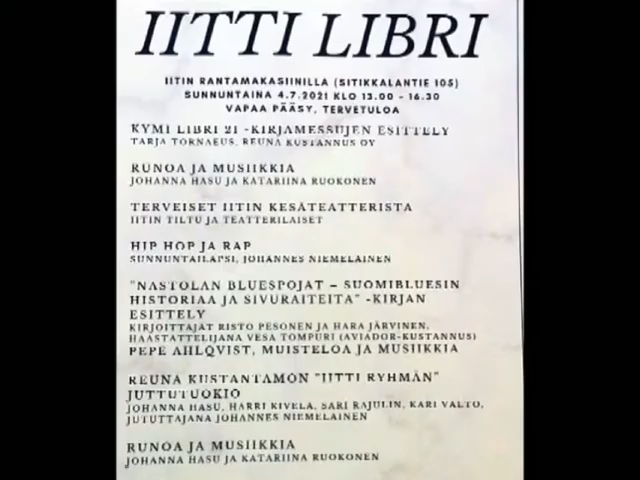 IITTI LIBRI
IITIN RANTAMAKASIINILLA (SITIKKALANTIE 105)
SUNNUNTAINA 4.7.2021 KLO 13.00 - 16.30
VAPAA PÄÄSY, TERVETULOA
KYMI LIBRI 21 -KIRJAMESSUJEN ESITTELY
TARJA TORNAEUS, REUNA KUSTANNUS OY
RUNOA JA MUSIIKKIA
JOHANNA HASU JA KATARIINA RUOKONEN
TERVEISET IITIN KESÄTEATTERISTA
IITIN TILTU JA TEATTERILAISET
HIP HOP JA RAP
SUNNUNTAILAPSI, JOHANNES NIEMELÄINEN
"NASTOLAN BLUESPOJAT – SUOMIBLUESIN
HISTORIAA JA SIVURAITEITA" -KIRJAN
ESITTELY
KIRJOITTAJAT RISTO PESONEN JA HARA JÄRVINEN,
HAASTATTELIJANA VESA TOMPURI (AVIADOR-KUSTANNUS)
PEPE AHLQVIST, MUISTELOA JA MUSIIKKIA
REUNA KUSTANTAMON "IITTI RYHMÄN"
JUTTUTUOKIO
JOHANNA HASU, HARRI KIVELÄ, SARI RAJULIN, KARI VALTO,
JUTUTTAJANA JOHANNES NIEMELÄINEN
RUNOA JA MUSIIKKIA
JOHANNA HASU JA KATARIINA RUOKONEN